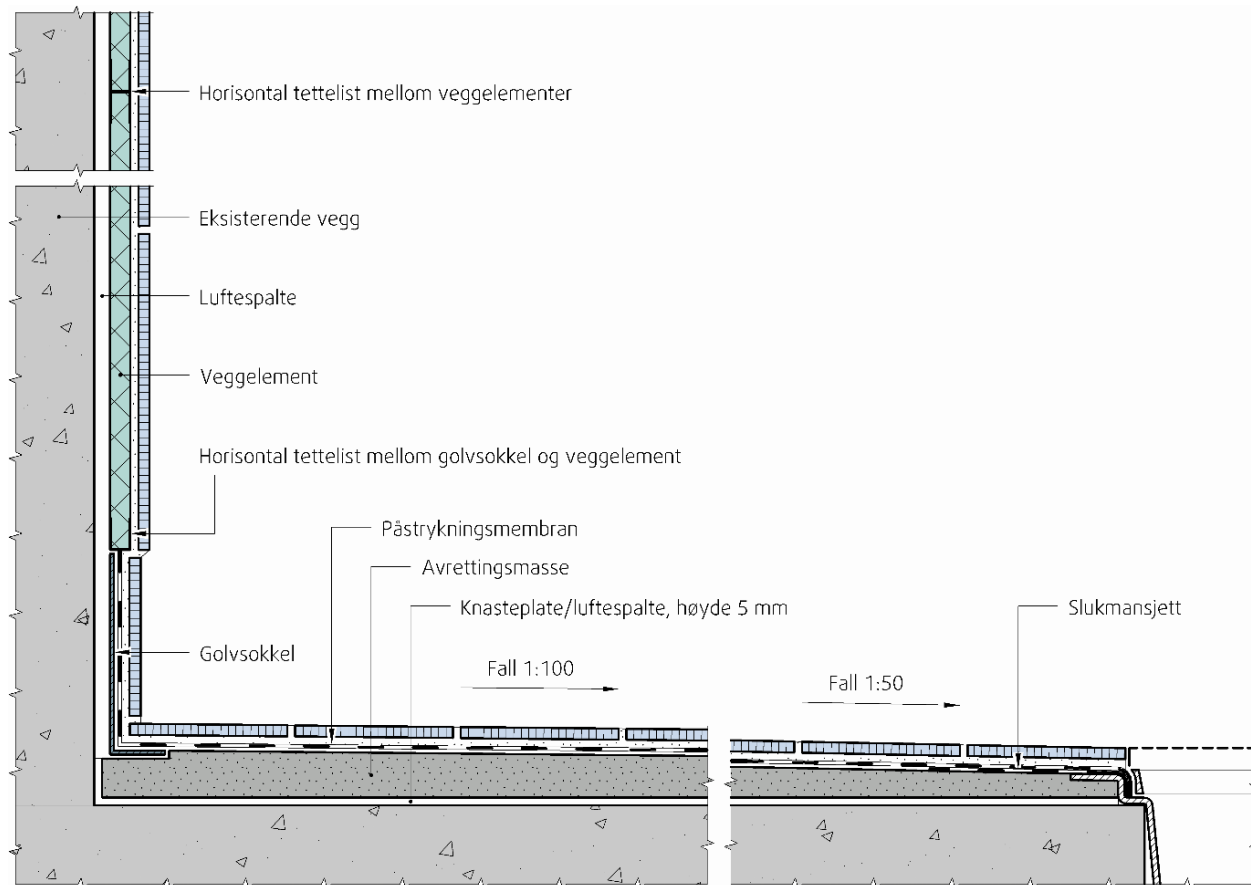 Horisontal tettelist mellom veggelementer
Eksisterende vegg
Luftespalte
Veggelement
Horisontal tettelist mellom golvsokkel og veggelement
Påstrykningsmembran
Avrettingsmasse
Knasteplate/luftespalte, høyde 5 mm
Slukmansjett
Golvsokkel
Fall 1:100
Fall 1:50